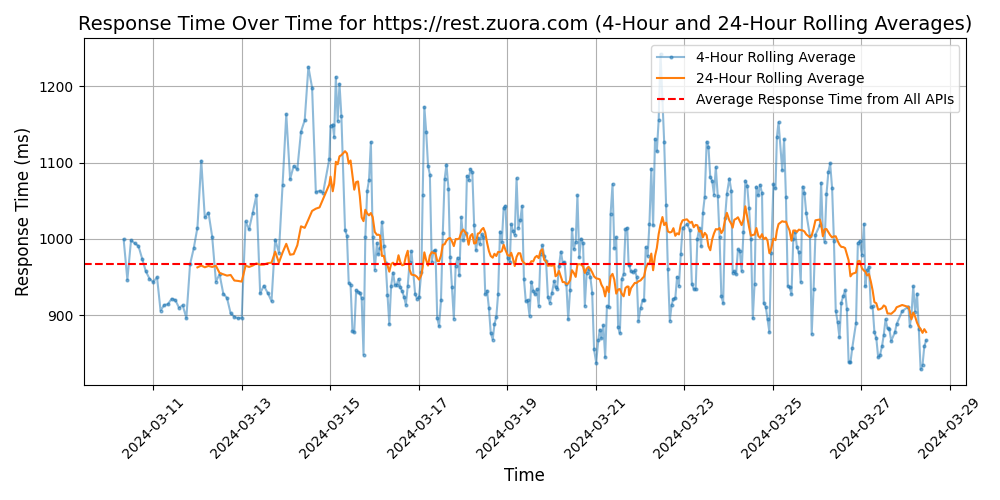 Response Time Over Time for https://rest.zuora.com (4-Hour and 24-Hour Rolling Averages)
4-Hour Rolling Average
24-Hour Rolling Average
Average Response Time from All APIs
Response Time (ms)
1200
1100
1000
900
2024-03-11
2024-03-13
2024-03-15
2024-03-17
2024-03-19
2024-03-21
2024-03-23
2024-03-25
2024-03-27
2024-03-29
Time